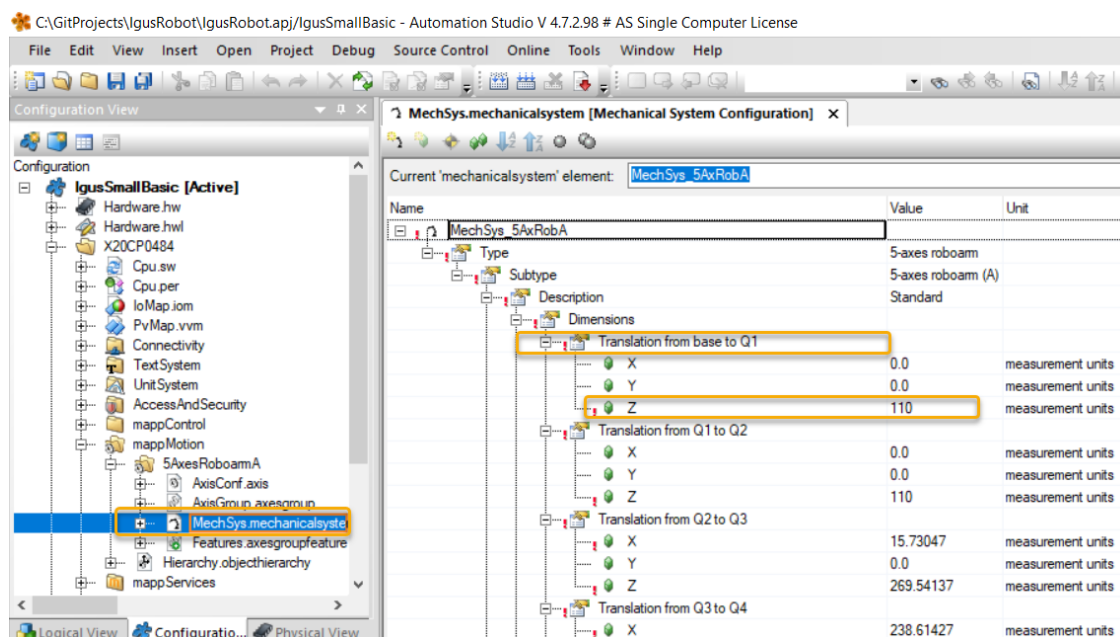 C:\GitProjects\IgusRobot\IgusRobot.apj/IgusSmallBasic - Automation Studio V 4.7.2.98 # AS Single Computer License
File Edit View Insert Open Project Debug Source Control Online Tools Window Help
Configuration View
MechSys.mechanicalsystem [Mechanical System Configuration]
Configuration
IgusSmallBasic [Active]
Hardware.hw
Hardware.hwl
X20CP0484
Cpu.sw
Cpu.per
IoMap.iom
PvMap.vvm
Connectivity
TextSystem
UnitSystem
AccessAndSecurity
mappControl
mappMotion
5AxesRoboarmA
AxisConf.axis
AxisGroup.axesgroup
MechSys.mechanicalsyste
Features.axesgroupfeature
Hierarchy.objecthierarchy
mappServices
Logical View Configuratio... Physical View
Current 'mechanicalsystem' element: MechSys_5AxRobA
Name Value Unit
MechSys_5AxRobA
Type 5-axes roboarm
Subtype 5-axes roboarm (A)
Description Standard
Dimensions
Translation from base to Q1
X 0.0 measurement units
Y 0.0 measurement units
Z 110 measurement units
Translation from Q1 to Q2
X 0.0 measurement units
Y 0.0 measurement units
Z 110 measurement units
Translation from Q2 to Q3
X 15.73047 measurement units
Y 0.0 measurement units
Z 269.54137 measurement units
Translation from Q3 to Q4
X 238.61427 measurement units